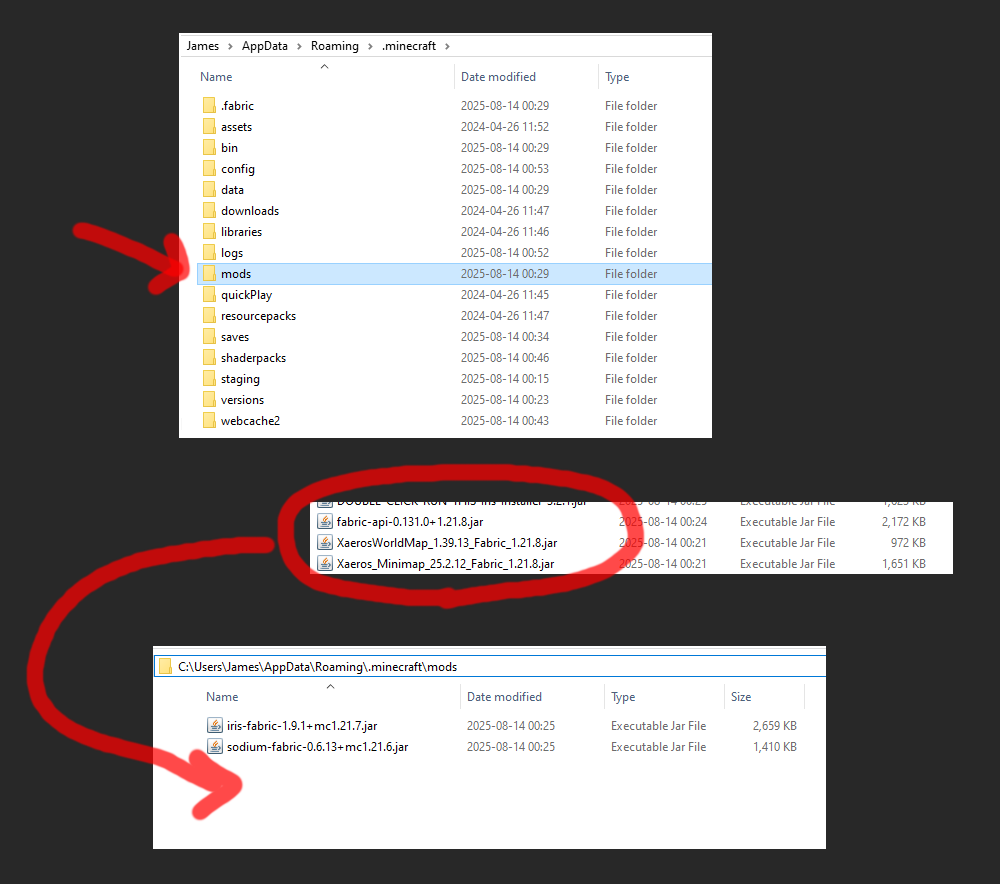 James > AppData > Roaming > .minecraft >
Name Date modified Type
.fabric 2025-08-14 00:29 File folder
assets 2024-04-26 11:52 File folder
bin 2025-08-14 00:29 File folder
config 2025-08-14 00:53 File folder
data 2025-08-14 00:29 File folder
downloads 2024-04-26 11:47 File folder
libraries 2024-04-26 11:46 File folder
logs 2025-08-14 00:52 File folder
mods 2025-08-14 00:29 File folder
quickPlay 2024-04-26 11:45 File folder
resourcepacks 2024-04-26 11:47 File folder
saves 2025-08-14 00:34 File folder
shaderpacks 2025-08-14 00:46 File folder
staging 2025-08-14 00:15 File folder
versions 2025-08-14 00:23 File folder
webcache2 2025-08-14 00:43 File folder
Executable Jar File
fabric-api-0.131.0+1.21.8.jar 2025-08-14 00:24 Executable Jar File 2,172 KB
XaerosWorldMap_1.39.13_Fabric_1.21.8.jar 2025-08-14 00:21 Executable Jar File 972 KB
Xaeros_Minimap_25.2.12_Fabric_1.21.8.jar 2025-08-14 00:21 Executable Jar File 1,651 KB
C:\Users\James\AppData\Roaming\.minecraft\mods
Name Date modified Type Size
iris-fabric-1.9.1+mc1.21.7.jar 2025-08-14 00:25 Executable Jar File 2,659 KB
sodium-fabric-0.6.13+mc1.21.6.jar 2025-08-14 00:25 Executable Jar File 1,410 KB